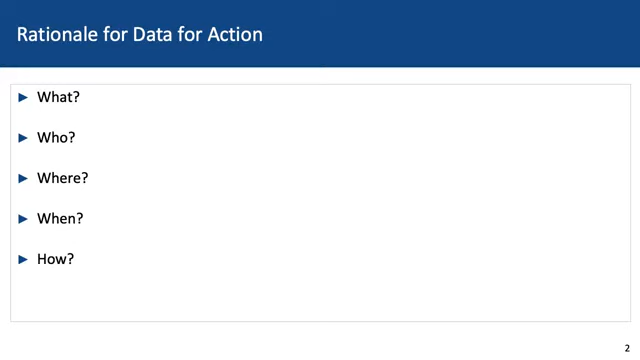 Rationale for Data for Action
► What?
► Who?
► Where?
► When?
► How?
2